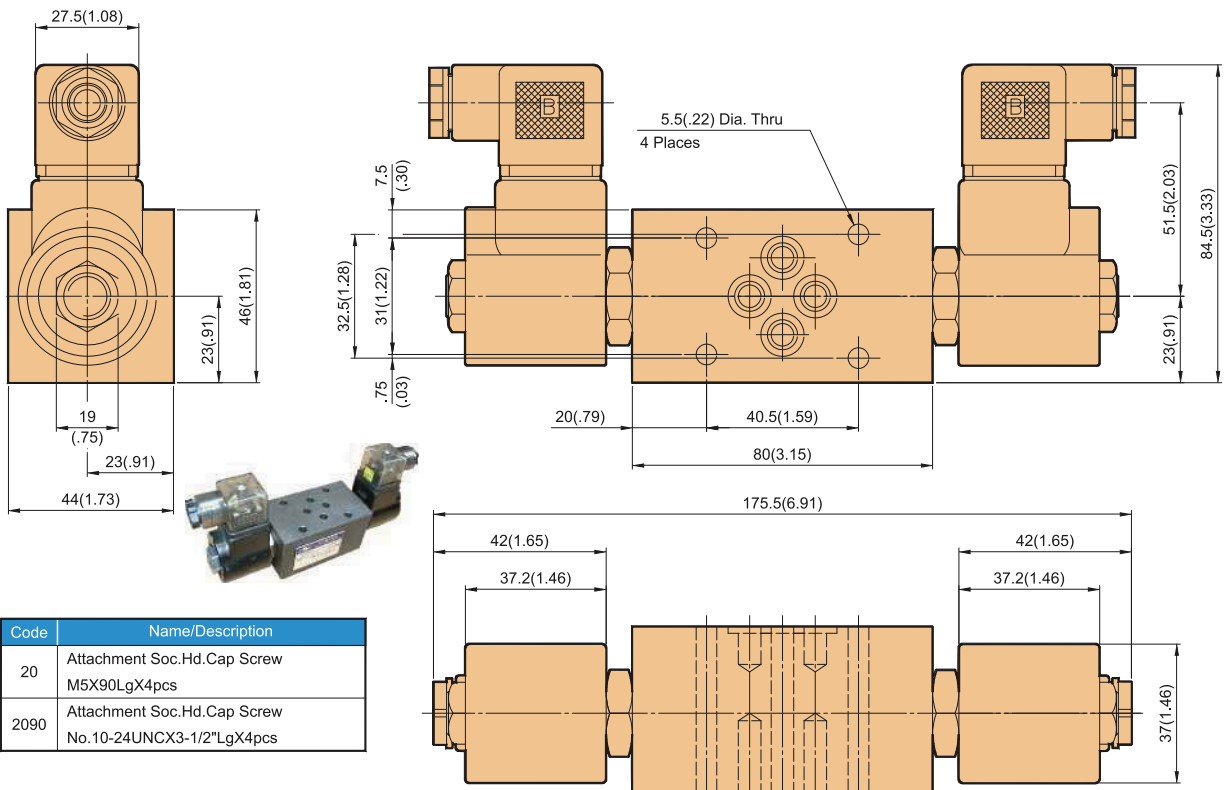 27.5(1.08)
46(1.81)
23(.91)
19
(.75)
23(.91)
44(1.73)
B
B
5.5(.22) Dia. Thru
4 Places
7.5
(.30)
32.5(1.28)
31(1.22)
.75
(.03)
51.5(2.03)
84.5(3.33)
23(.91)
20(.79)
40.5(1.59)
80(3.15)
175.5(6.91)
42(1.65)
42(1.65)
37.2(1.46)
37.2(1.46)
37(1.46)
Code Name/Description
20 Attachment Soc.Hd.Cap Screw
M5X90LgX4pcs
2090 Attachment Soc.Hd.Cap Screw
No.10-24UNCX3-1/2"LgX4pcs